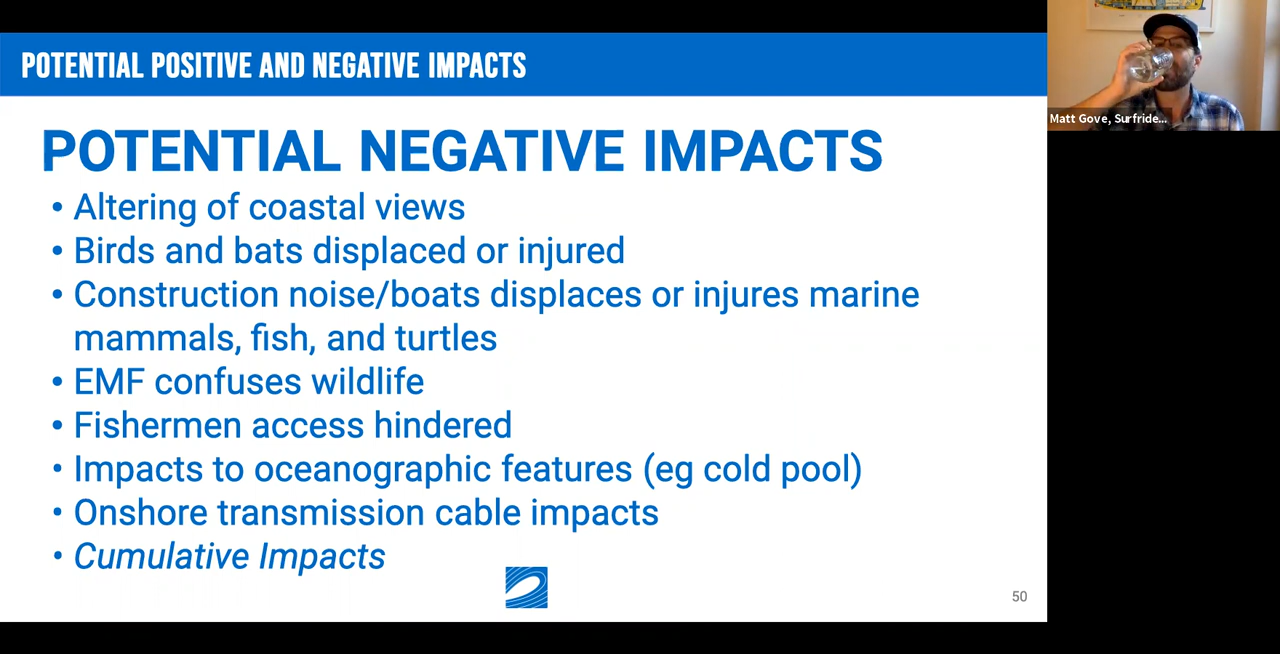 POTENTIAL POSITIVE AND NEGATIVE IMPACTS
POTENTIAL NEGATIVE IMPACTS
• Altering of coastal views
• Birds and bats displaced or injured
• Construction noise/boats displaces or injures marine
mammals, fish, and turtles
• EMF confuses wildlife
• Fishermen access hindered
• Impacts to oceanographic features (eg cold pool)
• Onshore transmission cable impacts
• Cumulative Impacts
50
Matt Gove, Surfride...